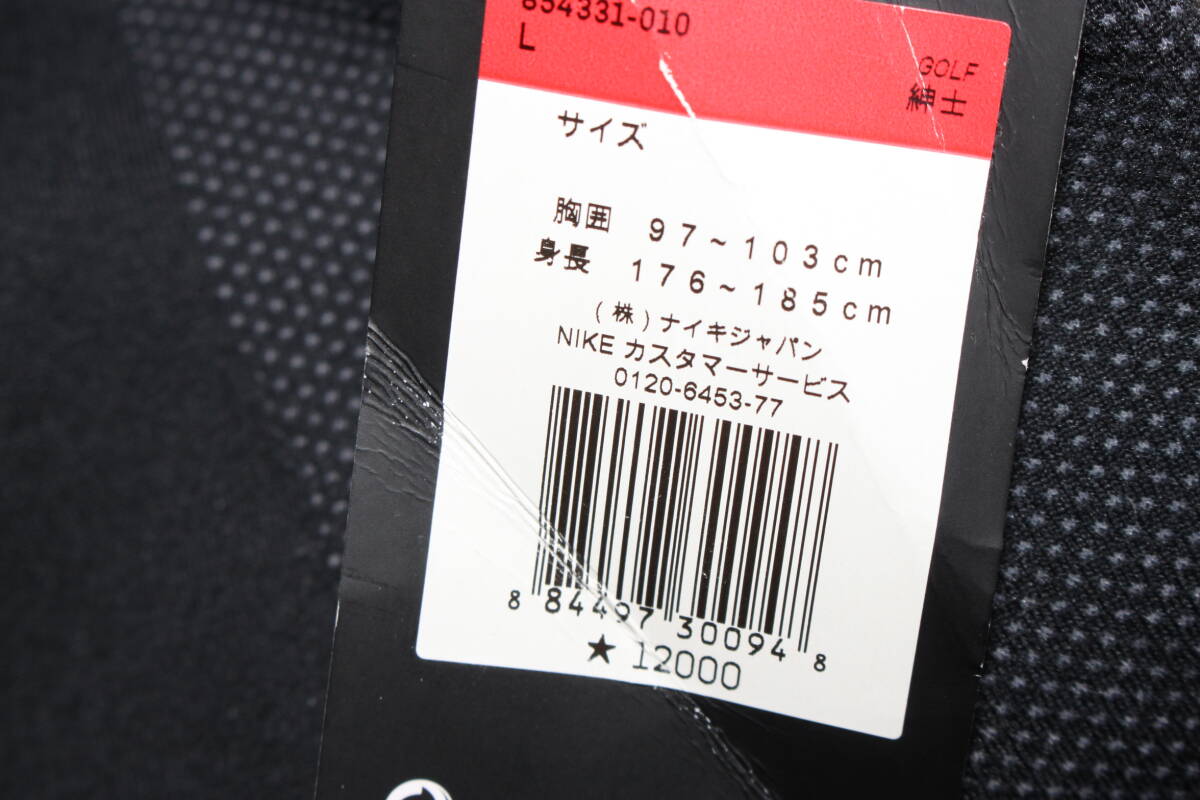 854331-010
L
GOLF
紳士
サイズ
胸囲 97~103cm
身長 176~185cm
(株)ナイキジャパン
NIKE カスタマーサービス
0120-6453-77
8 84497 30094 8
★12000